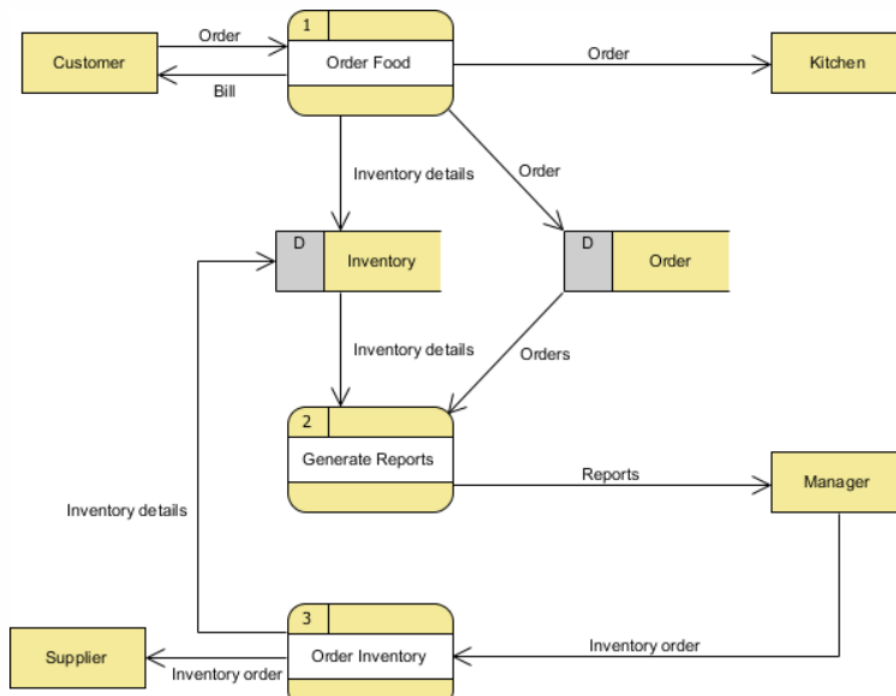 1
Order
Customer
Order Food
Order
Kitchen
Bill
Inventory details
Order
D
Inventory
D
Order
Inventory details
Orders
2
Generate Reports
Reports
Manager
Inventory details
3
Inventory order
Supplier
Order Inventory
Inventory order